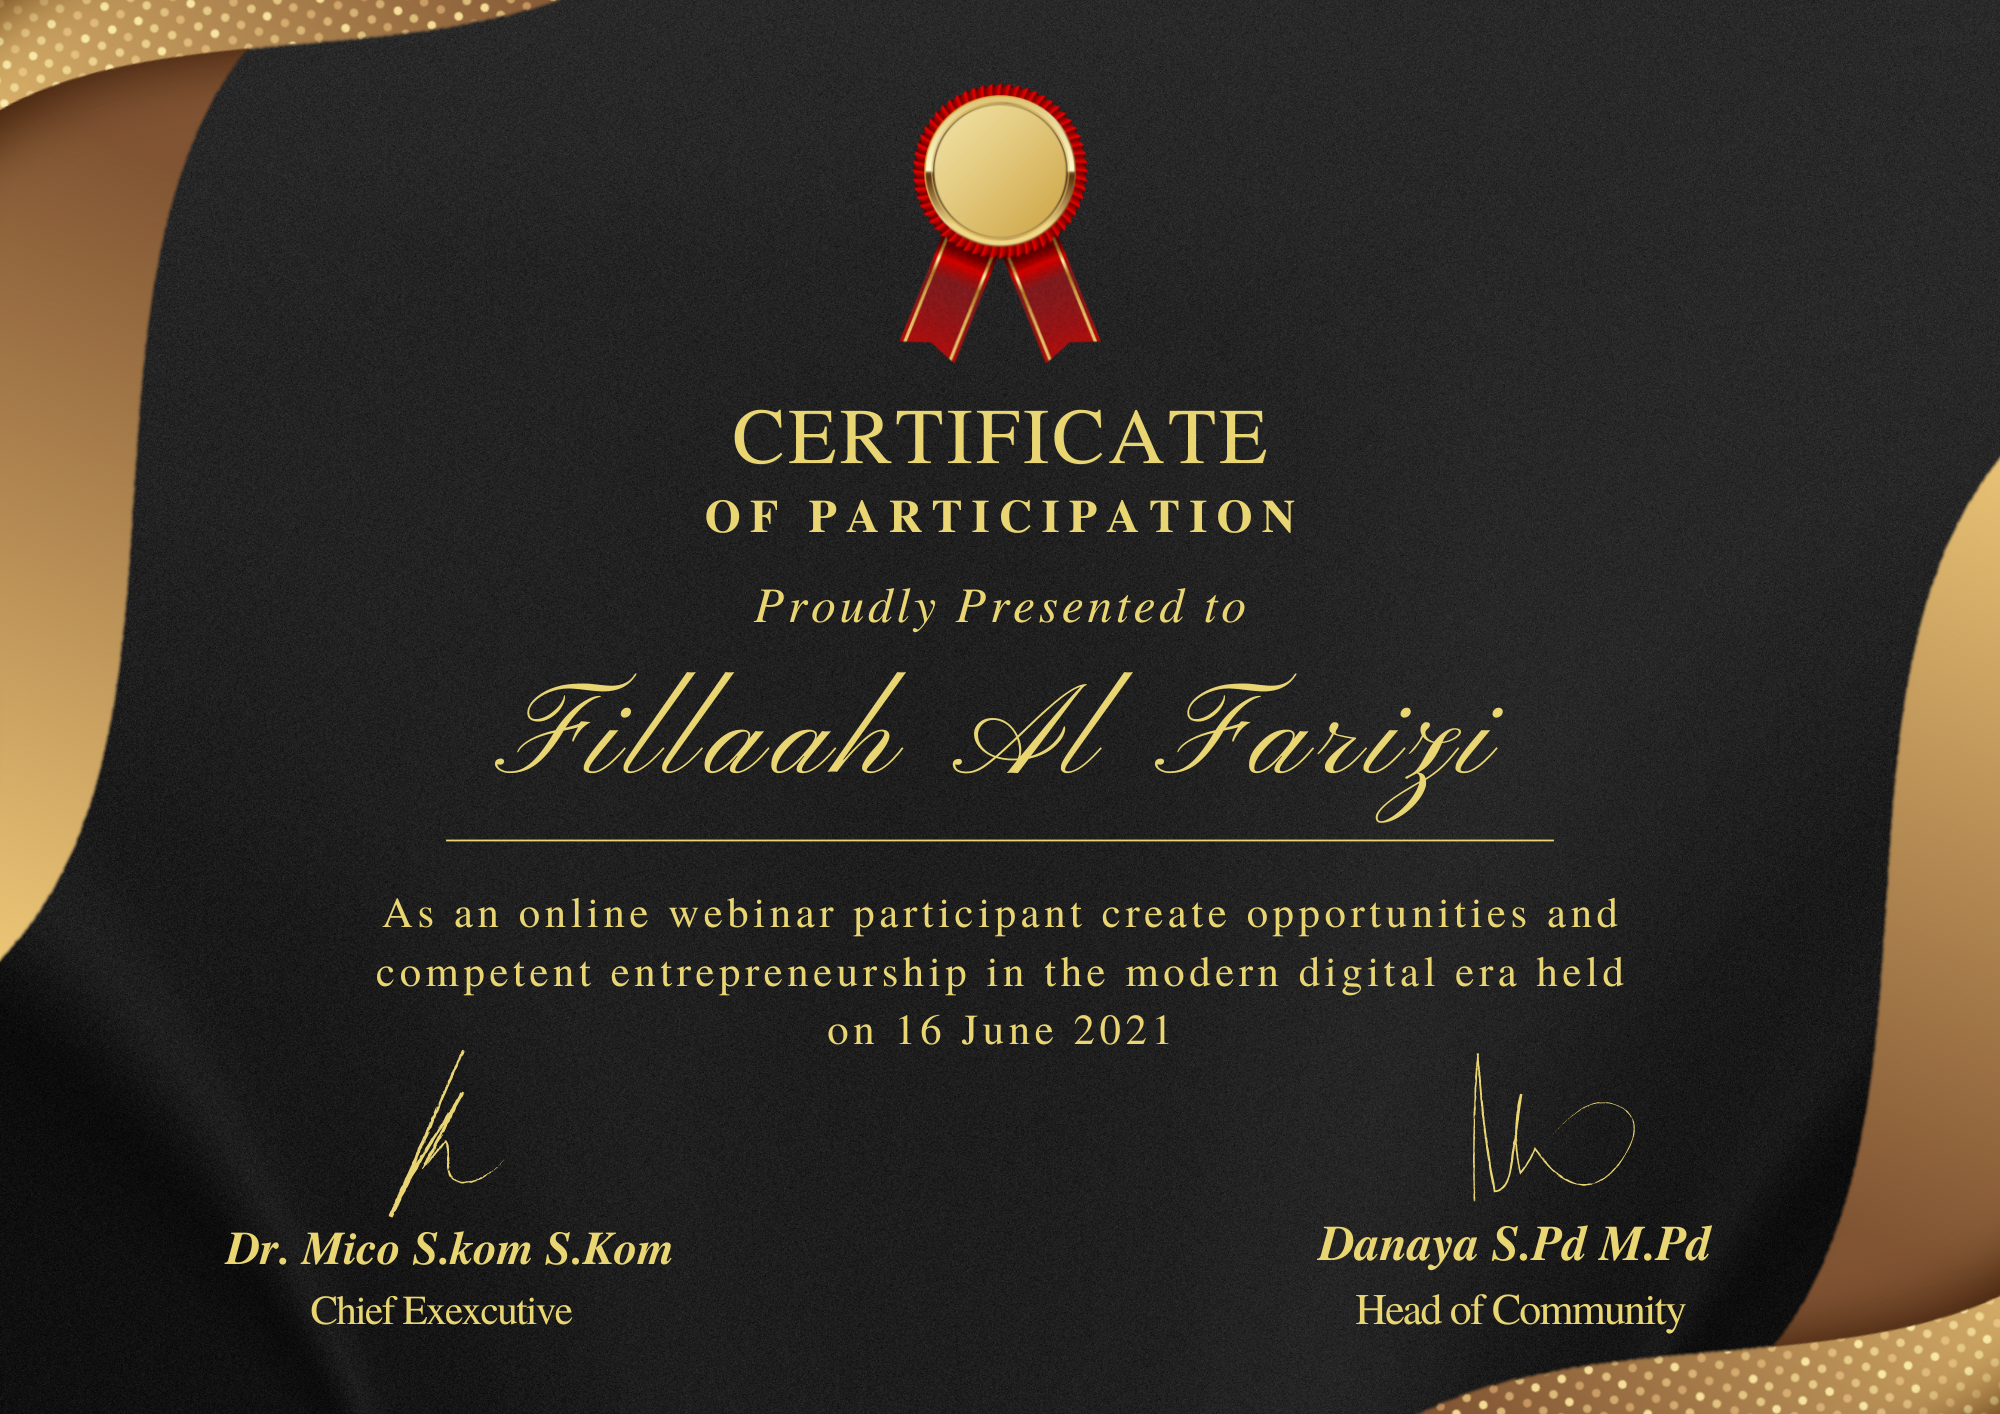 CERTIFICATE
OF PARTICIPATION
Proudly Presented to
Fillaah Al Farizi
As an online webinar participant create opportunities and
competent entrepreneurship in the modern digital era held
on 16 June 2021
Dr. Mico S.kom S.Kom
Chief Exexcutive
Danaya S.Pd M.Pd
Head of Community